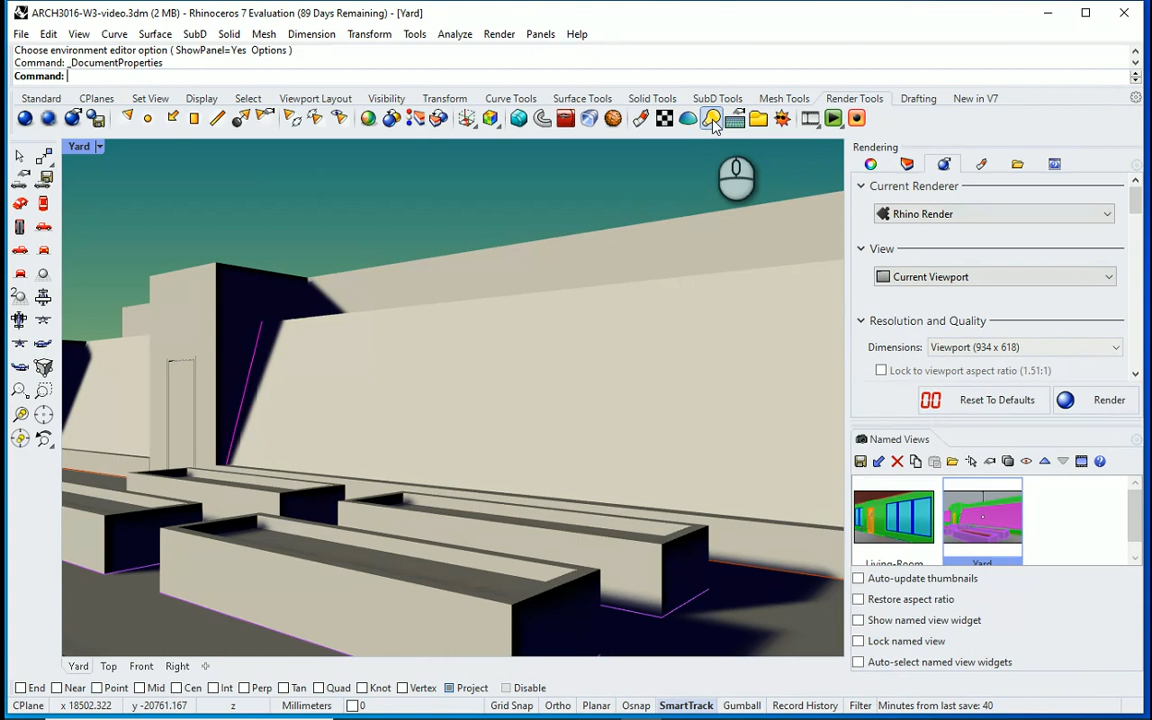 ARCH3016-W3-video.3dm (2 MB) - Rhinoceros 7 Evaluation (89 Days Remaining) - [Yard]
File Edit View Curve Surface SubD Solid Mesh Dimension Transform Tools Analyze Render Panels Help
Choose environment editor option ( ShowPanel=Yes Options )
Command: _DocumentProperties
Command:
Standard CPlanes Set View Display Select Viewport Layout Visibility Transform Curve Tools Surface Tools Solid Tools SubD Tools Mesh Tools Render Tools Drafting New in V7
Yard
Rendering
Current Renderer
Rhino Render
View
Current Viewport
Resolution and Quality
Dimensions: Viewport (934 x 618)
Lock to viewport aspect ratio (1.51:1)
Reset To Defaults Render
Named Views
Living-Room Yard
Auto-update thumbnails
Restore aspect ratio
Show named view widget
Lock named view
Auto-select named view widgets
Yard Top Front Right
End Near Point Mid Cen Int Perp Tan Quad Knot Vertex Project Disable
CPlane x 18502.322 y -20761.167 z Millimeters 0 Grid Snap Ortho Planar Osnap SmartTrack Gumball Record History Filter Minutes from last save: 40